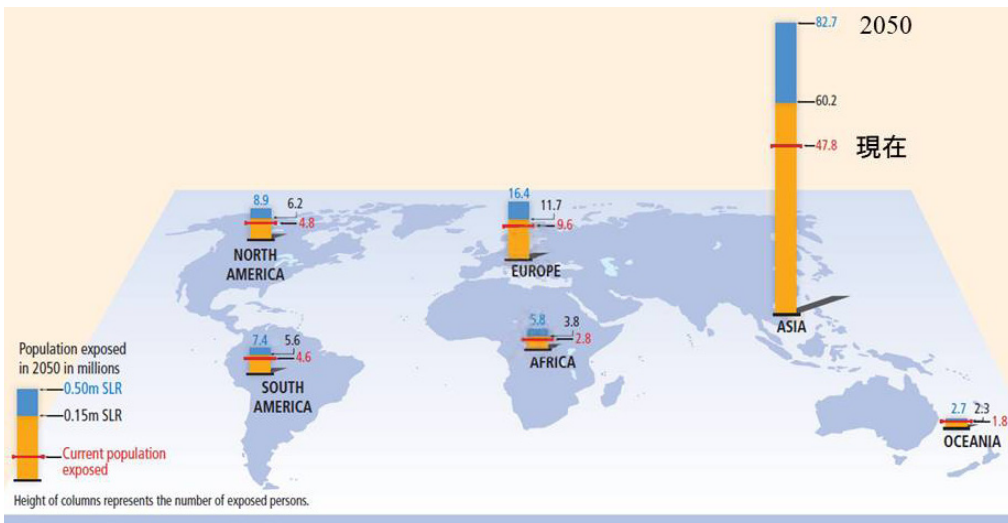 82.7 2050
60.2
47.8 現在
8.9
6.2
4.8
NORTH
AMERICA
16.4
11.7
9.6
EUROPE
ASIA
7.4
5.6
4.6
SOUTH
AMERICA
5.8
3.8
2.8
AFRICA
2.7
2:3
1.8
OCEANIA
Population exposed
in 2050 in millions
0.50m SLR
0.15m SLR
Current population
exposed
Height of columns represents the number of exposed persons.